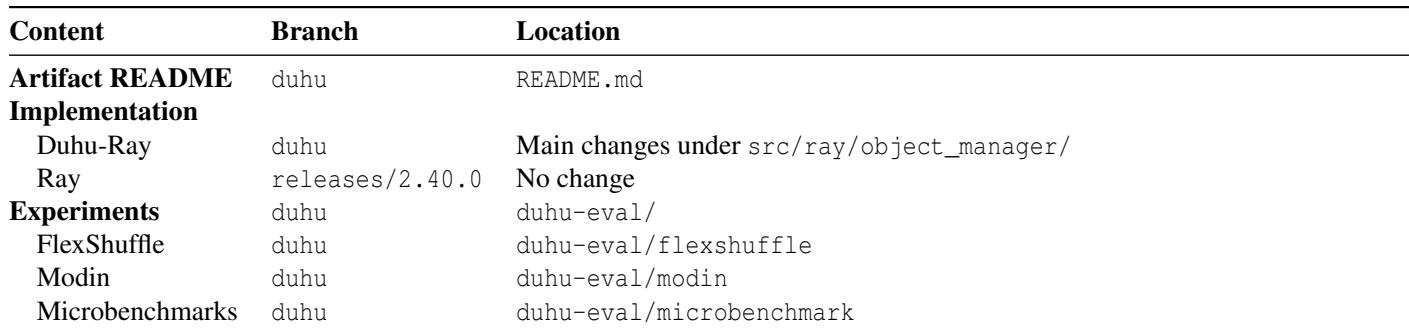 Content Branch Location
Artifact README duhu README.md
Implementation
Duhu-Ray duhu Main changes under src/ray/object_manager/
Ray releases/2.40.0 No change
Experiments duhu duhu-eval/
FlexShuffle duhu duhu-eval/flexshuffle
Modin duhu duhu-eval/modin
Microbenchmarks duhu duhu-eval/microbenchmark